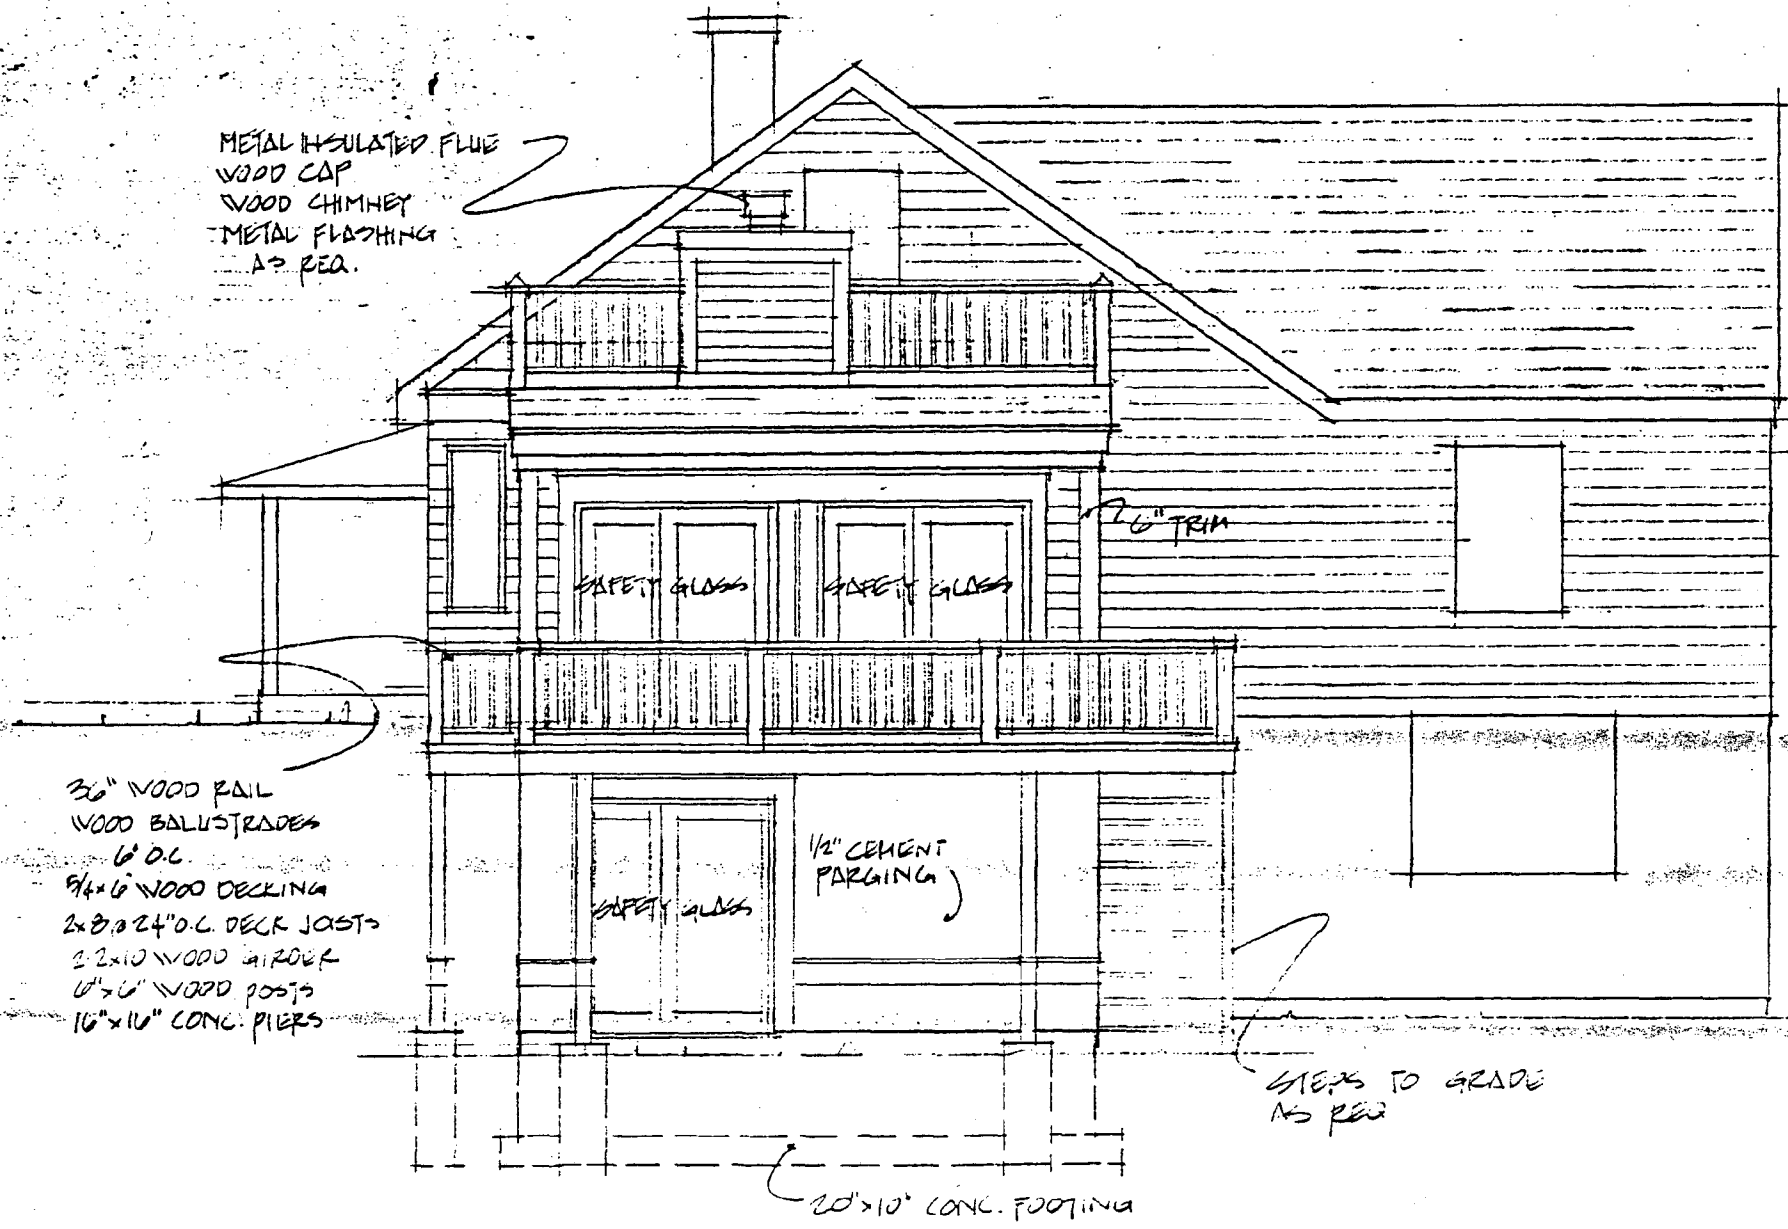 METAL INSULATED FLUE
WOOD CAP
WOOD CHIMNEY
METAL FLASHING
AS REQ.
6" TRIM
SAFETY GLASS
SAFETY GLASS
36" WOOD RAIL
WOOD BALUSTRADES
6" O.C.
5/4x6" WOOD DECKING
2x8 @ 24" O.C. DECK JOISTS
2-2x10 WOOD GIRDER
6"x6" WOOD POSTS
16"x16" CONC. PIERS
1/2" CEMENT
PARGING
SAFETY GLASS
STEPS TO GRADE
AS REQ
20"x10" CONC. FOOTING